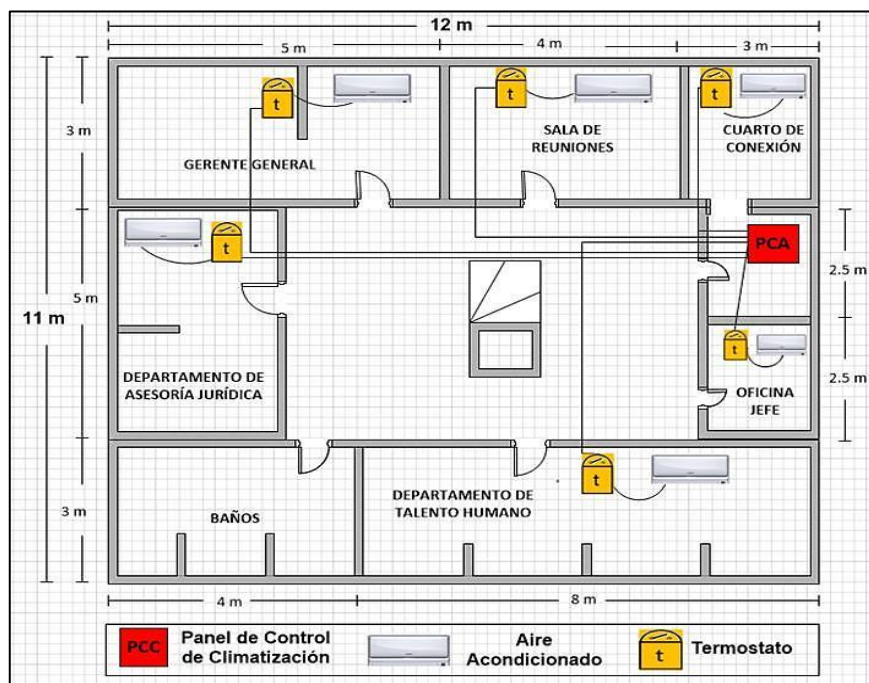 12 m
5 m
4 m
3 m
t
t
t
3 m
SALA DE
REUNIONES
CUARTO DE
CONEXIÓN
GERENTE GENERAL
t
PCA
2.5 m
5 m
11 m
t
2.5 m
DEPARTAMENTO DE
ASESORÍA JURÍDICA
OFICINA
JEFE
t
3 m
BAÑOS
DEPARTAMENTO DE
TALENTO HUMANO
4 m
8 m
PCC
Panel de Control
de Climatización
Aire
Acondicionado
t
Termostato